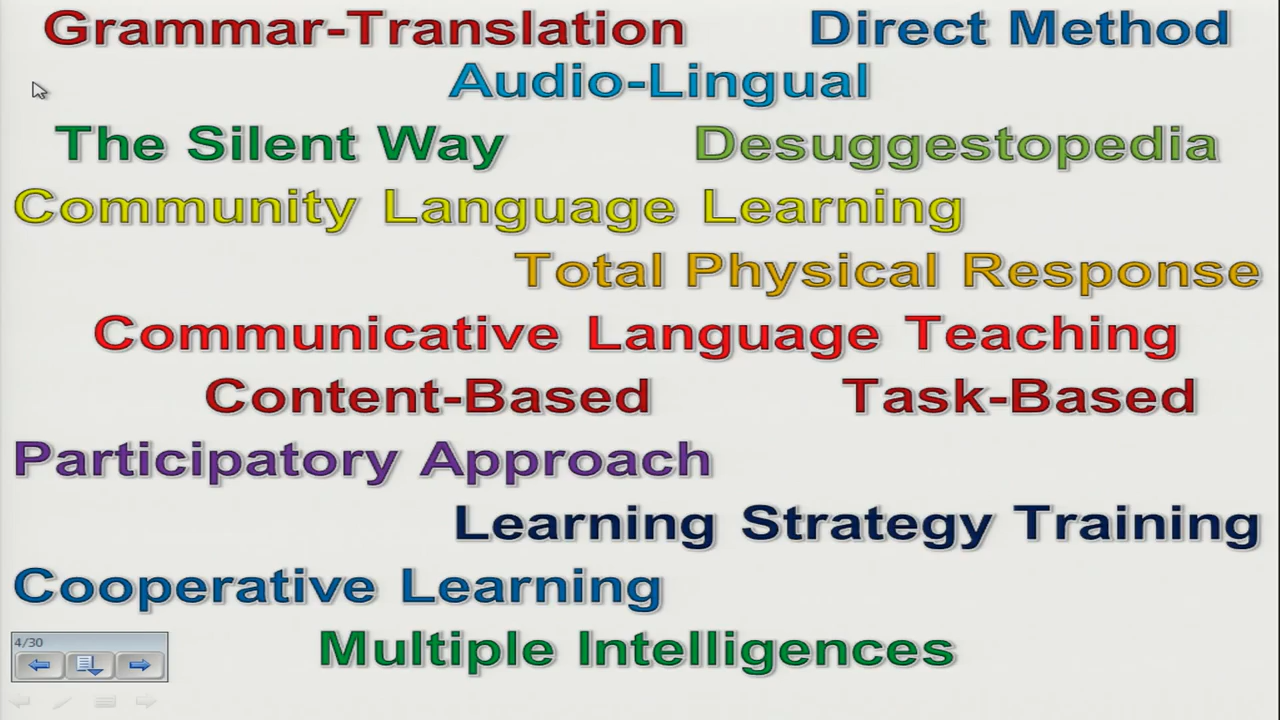 Grammar-Translation Direct Method
Audio-Lingual
The Silent Way Desuggestopedia
Community Language Learning
Total Physical Response
Communicative Language Teaching
Content-Based Task-Based
Participatory Approach
Learning Strategy Training
Cooperative Learning
4/30
Multiple Intelligences